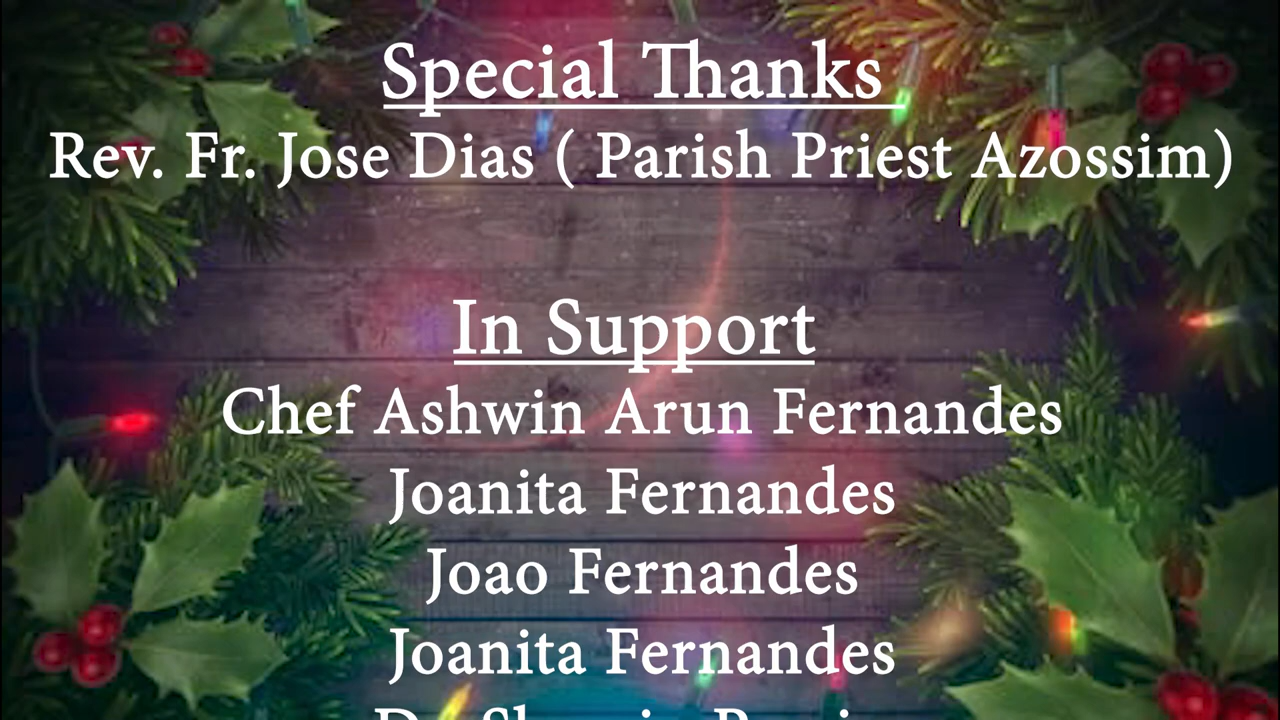 Special Thanks
Rev. Fr. Jose Dias ( Parish Priest Azossim)
In Support
Chef Ashwin Arun Fernandes
Joanita Fernandes
Joao Fernandes
Joanita Fernandes